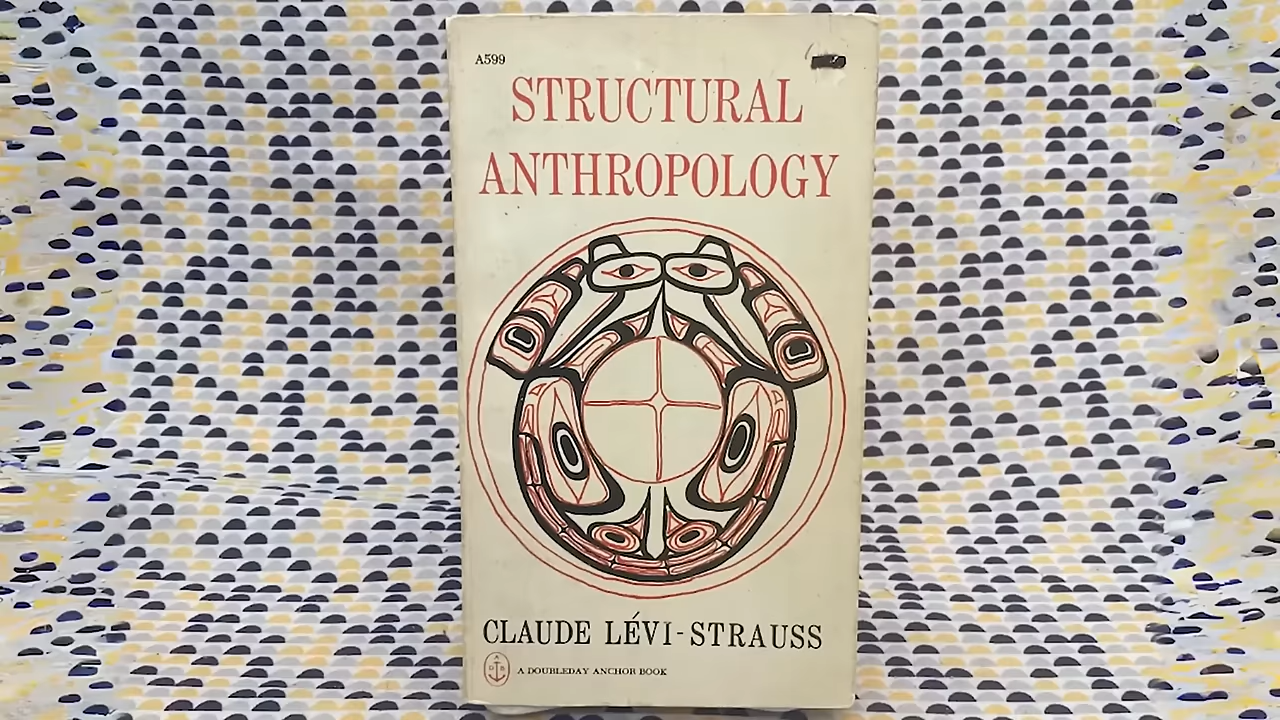 A599
STRUCTURAL
ANTHROPOLOGY
CLAUDE LÉVI-STRAUSS
A DOUBLEDAY ANCHOR BOOK